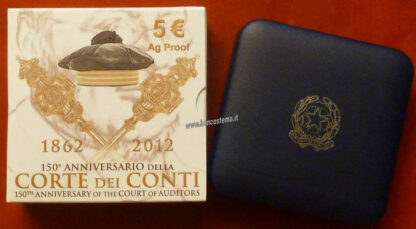 5 €
Ag Proof
www.bancostema.it
1862 2012
150° ANNIVERSARIO DELLA
CORTE DEI CONTI
150TH ANNIVERSARY OF THE COURT OF AUDITORS